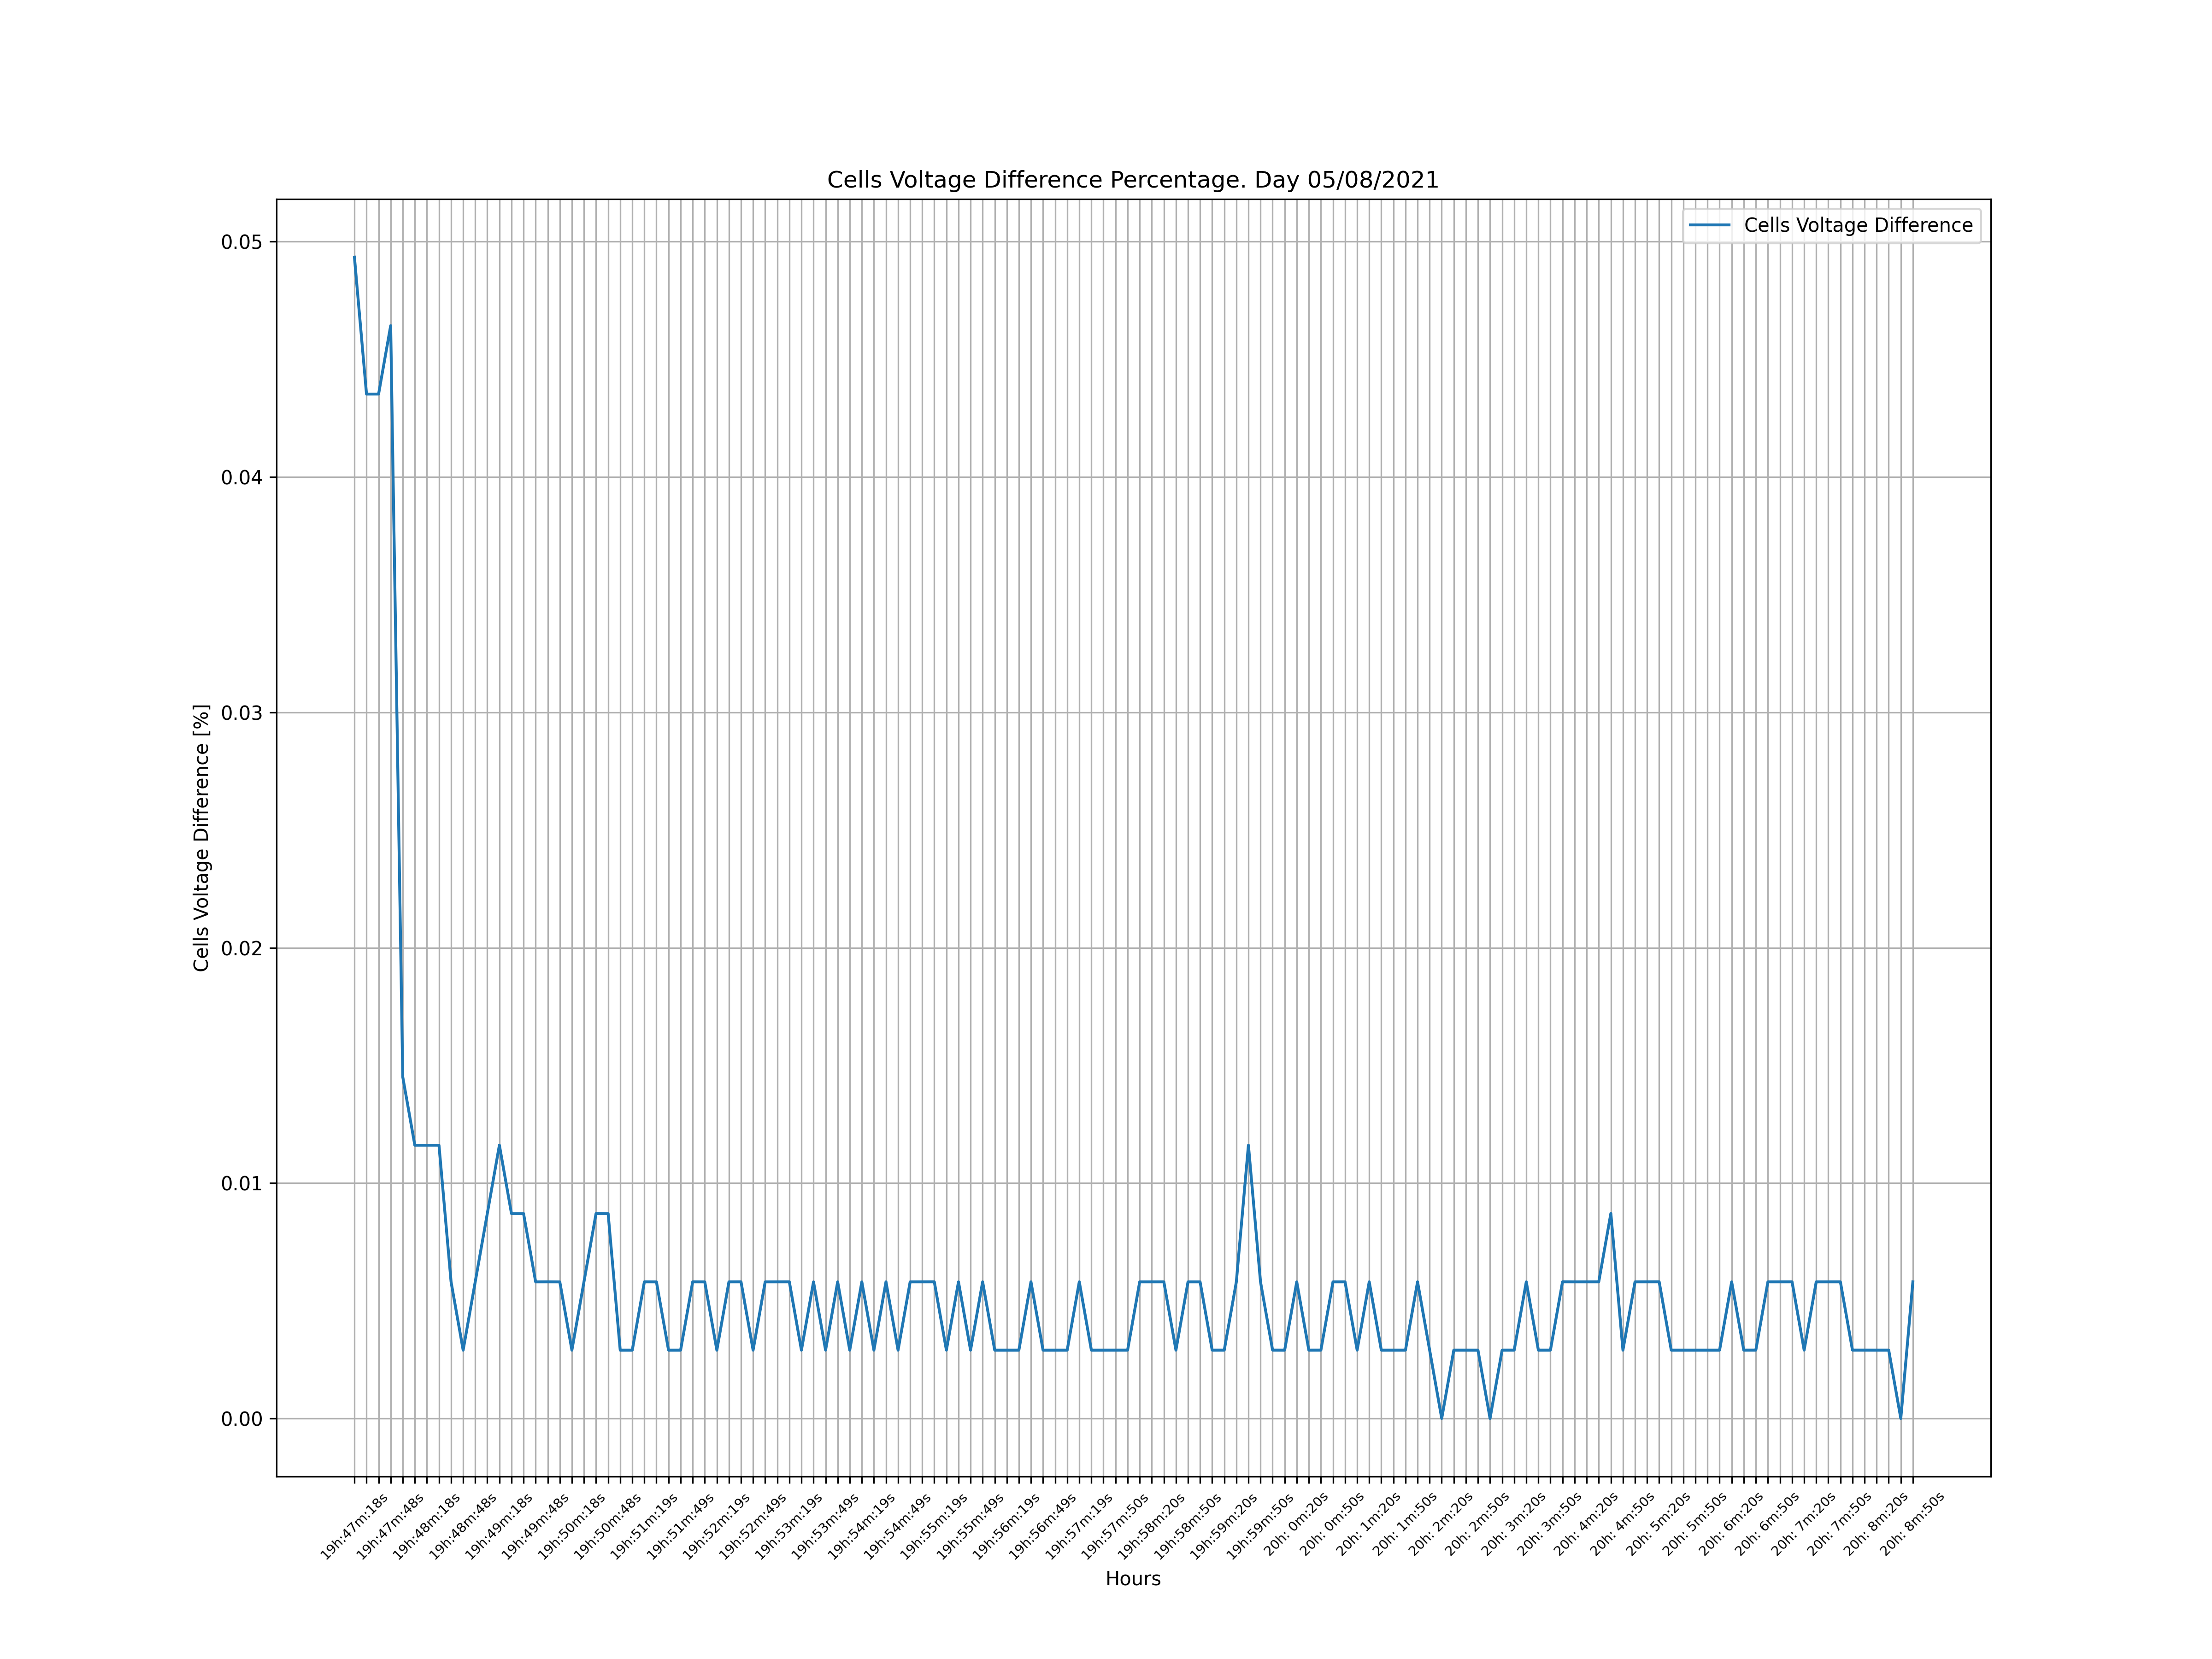 Cells Voltage Difference Percentage. Day 05/08/2021
Cells Voltage Difference
Cells Voltage Difference [%]
0.05
0.04
0.03
0.02
0.01
0.00
19h:47m:18s
19h:47m:48s
19h:48m:18s
19h:48m:48s
19h:49m:18s
19h:49m:48s
19h:50m:18s
19h:50m:48s
19h:51m:19s
19h:51m:49s
19h:52m:19s
19h:52m:49s
19h:53m:19s
19h:53m:49s
19h:54m:19s
19h:54m:49s
19h:55m:19s
19h:55m:49s
19h:56m:19s
19h:56m:49s
19h:57m:19s
19h:57m:50s
19h:58m:20s
19h:58m:50s
19h:59m:20s
19h:59m:50s
20h: 0m:20s
20h: 0m:50s
20h: 1m:20s
20h: 1m:50s
20h: 2m:20s
20h: 2m:50s
20h: 3m:20s
20h: 3m:50s
20h: 4m:20s
20h: 4m:50s
20h: 5m:20s
20h: 5m:50s
20h: 6m:20s
20h: 6m:50s
20h: 7m:20s
20h: 7m:50s
20h: 8m:20s
20h: 8m:50s
Hours